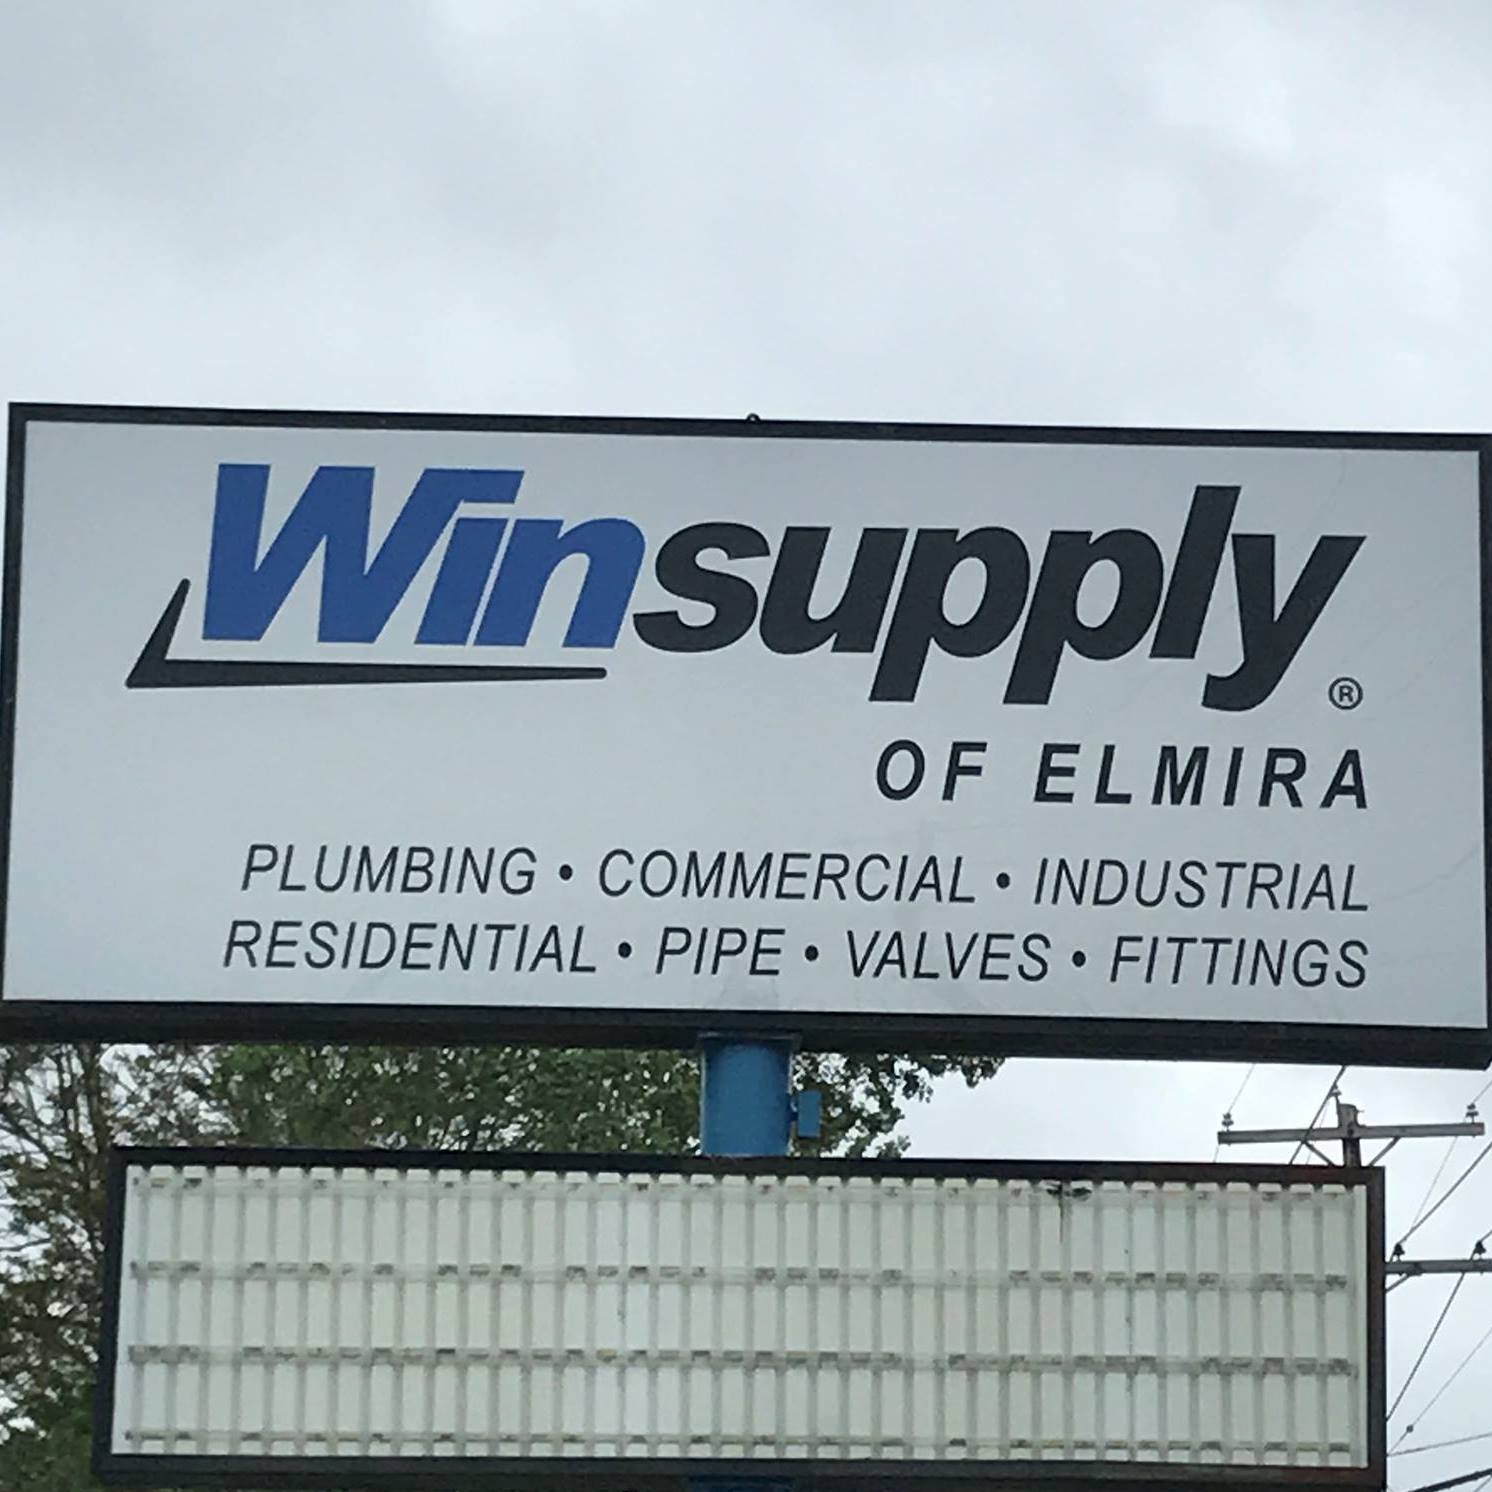 Winsupply®
OF ELMIRA
PLUMBING • COMMERCIAL • INDUSTRIAL
RESIDENTIAL • PIPE • VALVES • FITTINGS